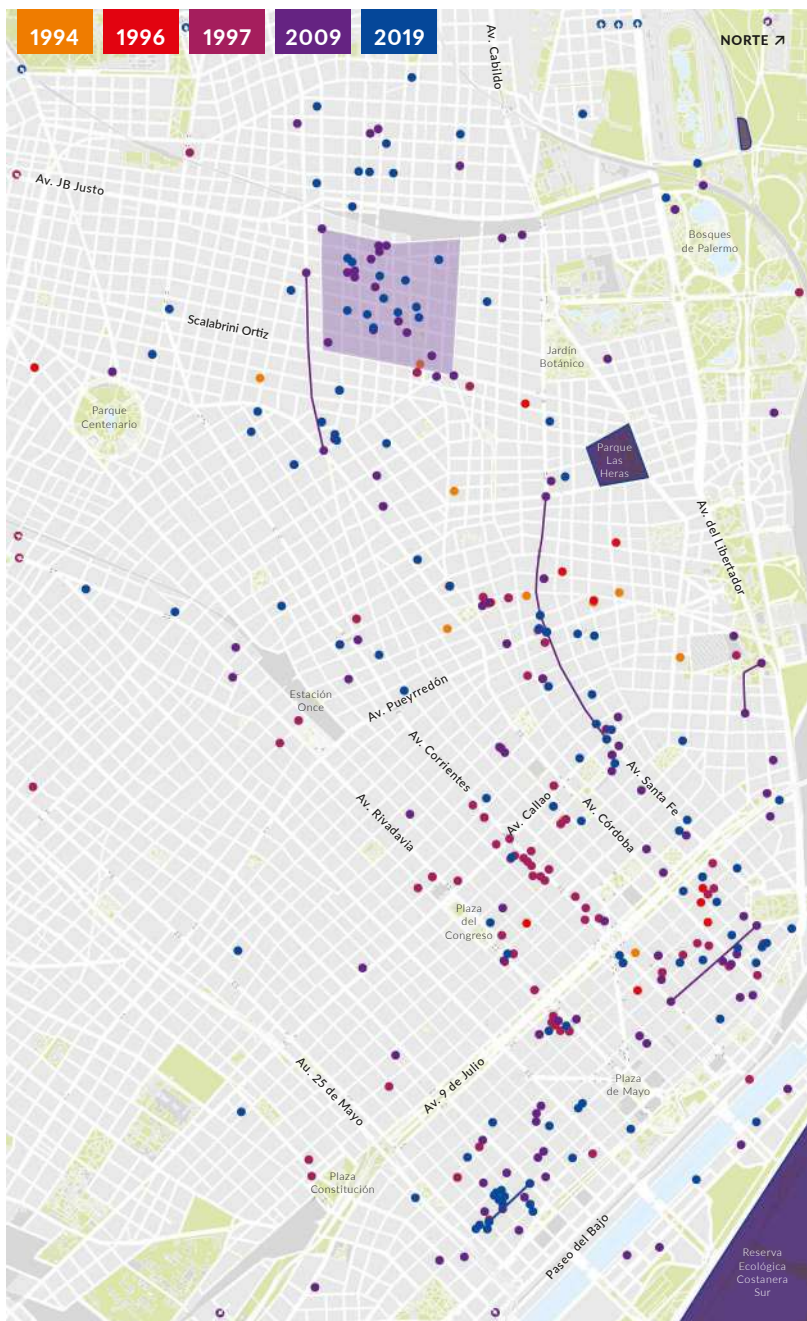 1994
1996
1997
2009
2019
NORTE ↗
Av. Cabildo
Av. JB Justo
Bosques
de Palermo
Scalabrini Ortiz
Jardín
Botánico
Parque
Centenario
Parque
Las
Heras
Av. del Libertador
Estación
Once
Av. Pueyrredón
Av. Corrientes
Av. Santa Fe
Av. Callao
Av. Rivadavia
Av. Córdoba
Plaza
del
Congreso
Au. 25 de Mayo
Av. 9 de Julio
Plaza
de Mayo
Plaza
Constitución
Paseo del Bajo
Reserva
Ecológica
Costanera
Sur